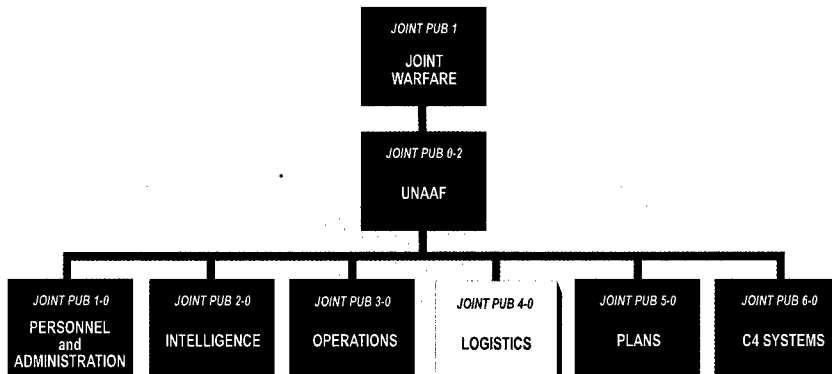 JOINT PUB 1
JOINT
WARFARE
JOINT PUB 0-2
UNAAF
JOINT PUB 1-0
PERSONNEL
and
ADMINISTRATION
JOINT PUB 2-0
INTELLIGENCE
JOINT PUB 3-0
OPERATIONS
JOINT PUB 4-0
LOGISTICS
JOINT PUB 5-0
PLANS
JOINT PUB 6-0
C4 SYSTEMS